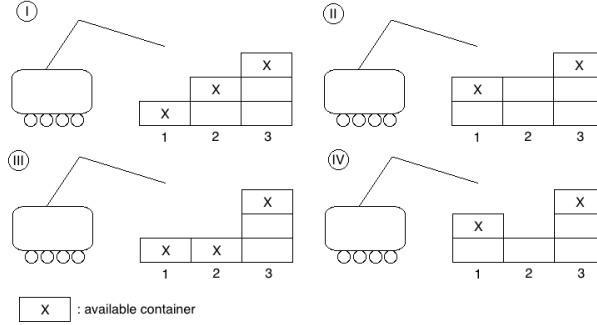 I
II
X
X
X
1 2 3
X
X
1 2 3
III
IV
X
X X
1 2 3
X
X
1 2 3
X : available container